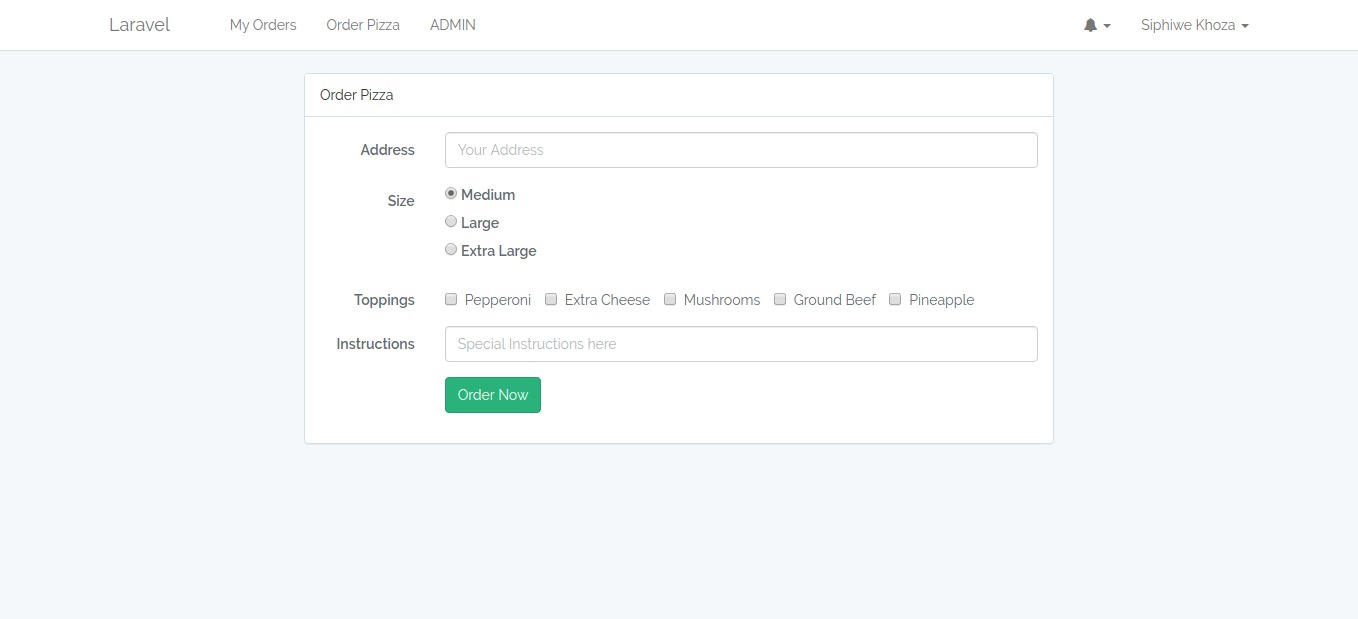 Laravel My Orders Order Pizza ADMIN Siphiwe Khoza
Order Pizza
Address Your Address
Size Medium
Large
Extra Large
Toppings Pepperoni Extra Cheese Mushrooms Ground Beef Pineapple
Instructions Special Instructions here
Order Now